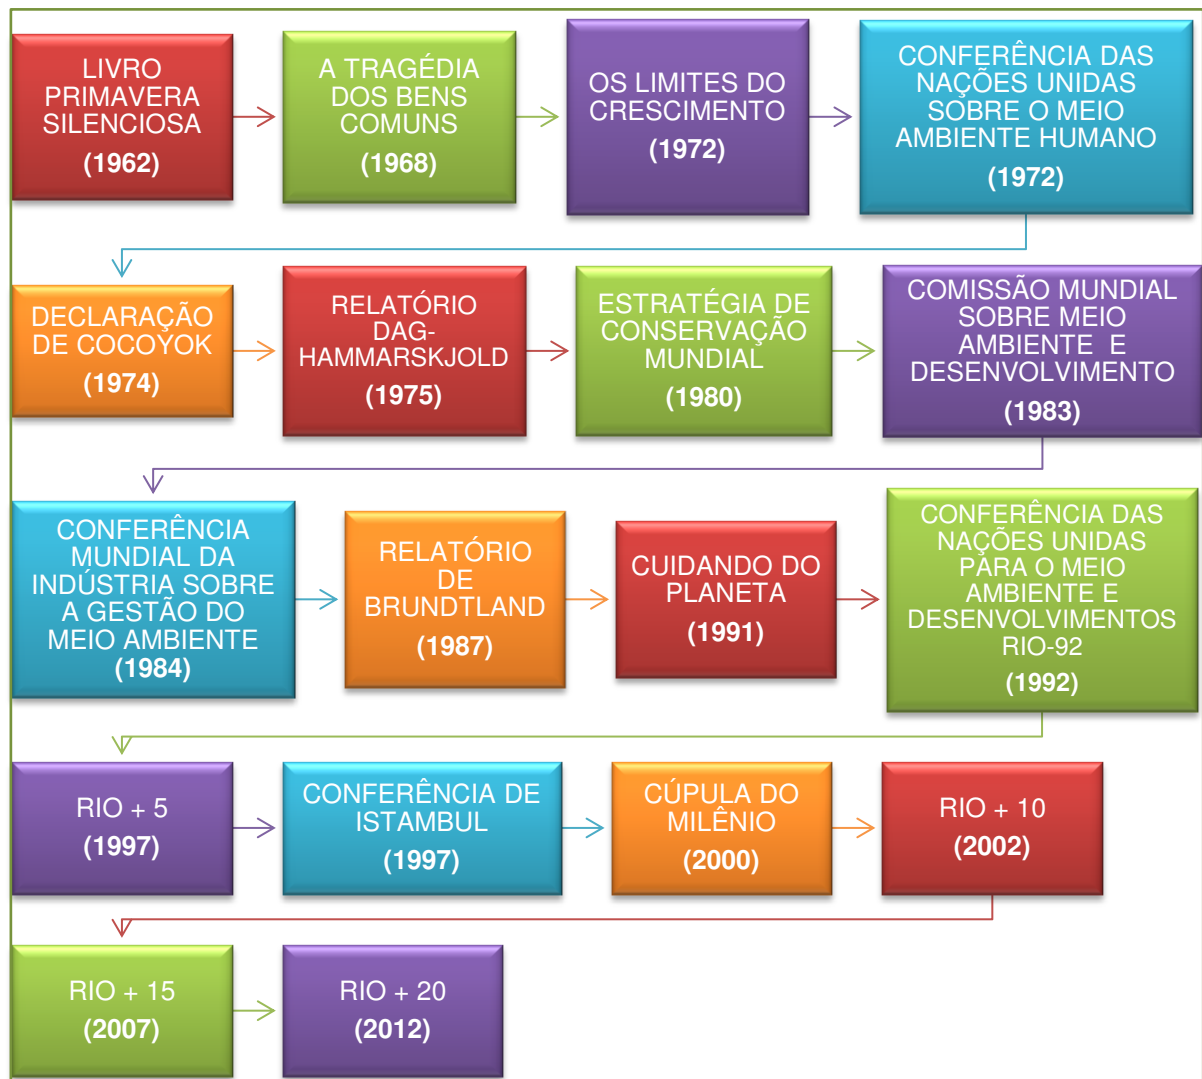 LIVRO
PRIMAVERA
SILENCIOSA
(1962)
A TRAGÉDIA
DOS BENS
COMUNS
(1968)
OS LIMITES DO
CRESCIMENTO
(1972)
CONFERÊNCIA DAS
NAÇÕES UNIDAS
SOBRE O MEIO
AMBIENTE HUMANO
(1972)
DECLARAÇÃO
DE COCOYOK
(1974)
RELATÓRIO
DAG-
HAMMARSKJOLD
(1975)
ESTRATÉGIA DE
CONSERVAÇÃO
MUNDIAL
(1980)
COMISSÃO MUNDIAL
SOBRE MEIO
AMBIENTE E
DESENVOLVIMENTO
(1983)
CONFERÊNCIA
MUNDIAL DA
INDÚSTRIA SOBRE
A GESTÃO DO
MEIO AMBIENTE
(1984)
RELATÓRIO
DE
BRUNDTLAND
(1987)
CUIDANDO DO
PLANETA
(1991)
CONFERÊNCIA DAS
NAÇÕES UNIDAS
PARA O MEIO
AMBIENTE E
DESENVOLVIMENTOS
RIO-92
(1992)
RIO + 5
(1997)
CONFERÊNCIA DE
ISTAMBUL
(1997)
CÚPULA DO
MILÊNIO
(2000)
RIO + 10
(2002)
RIO + 15
(2007)
RIO + 20
(2012)